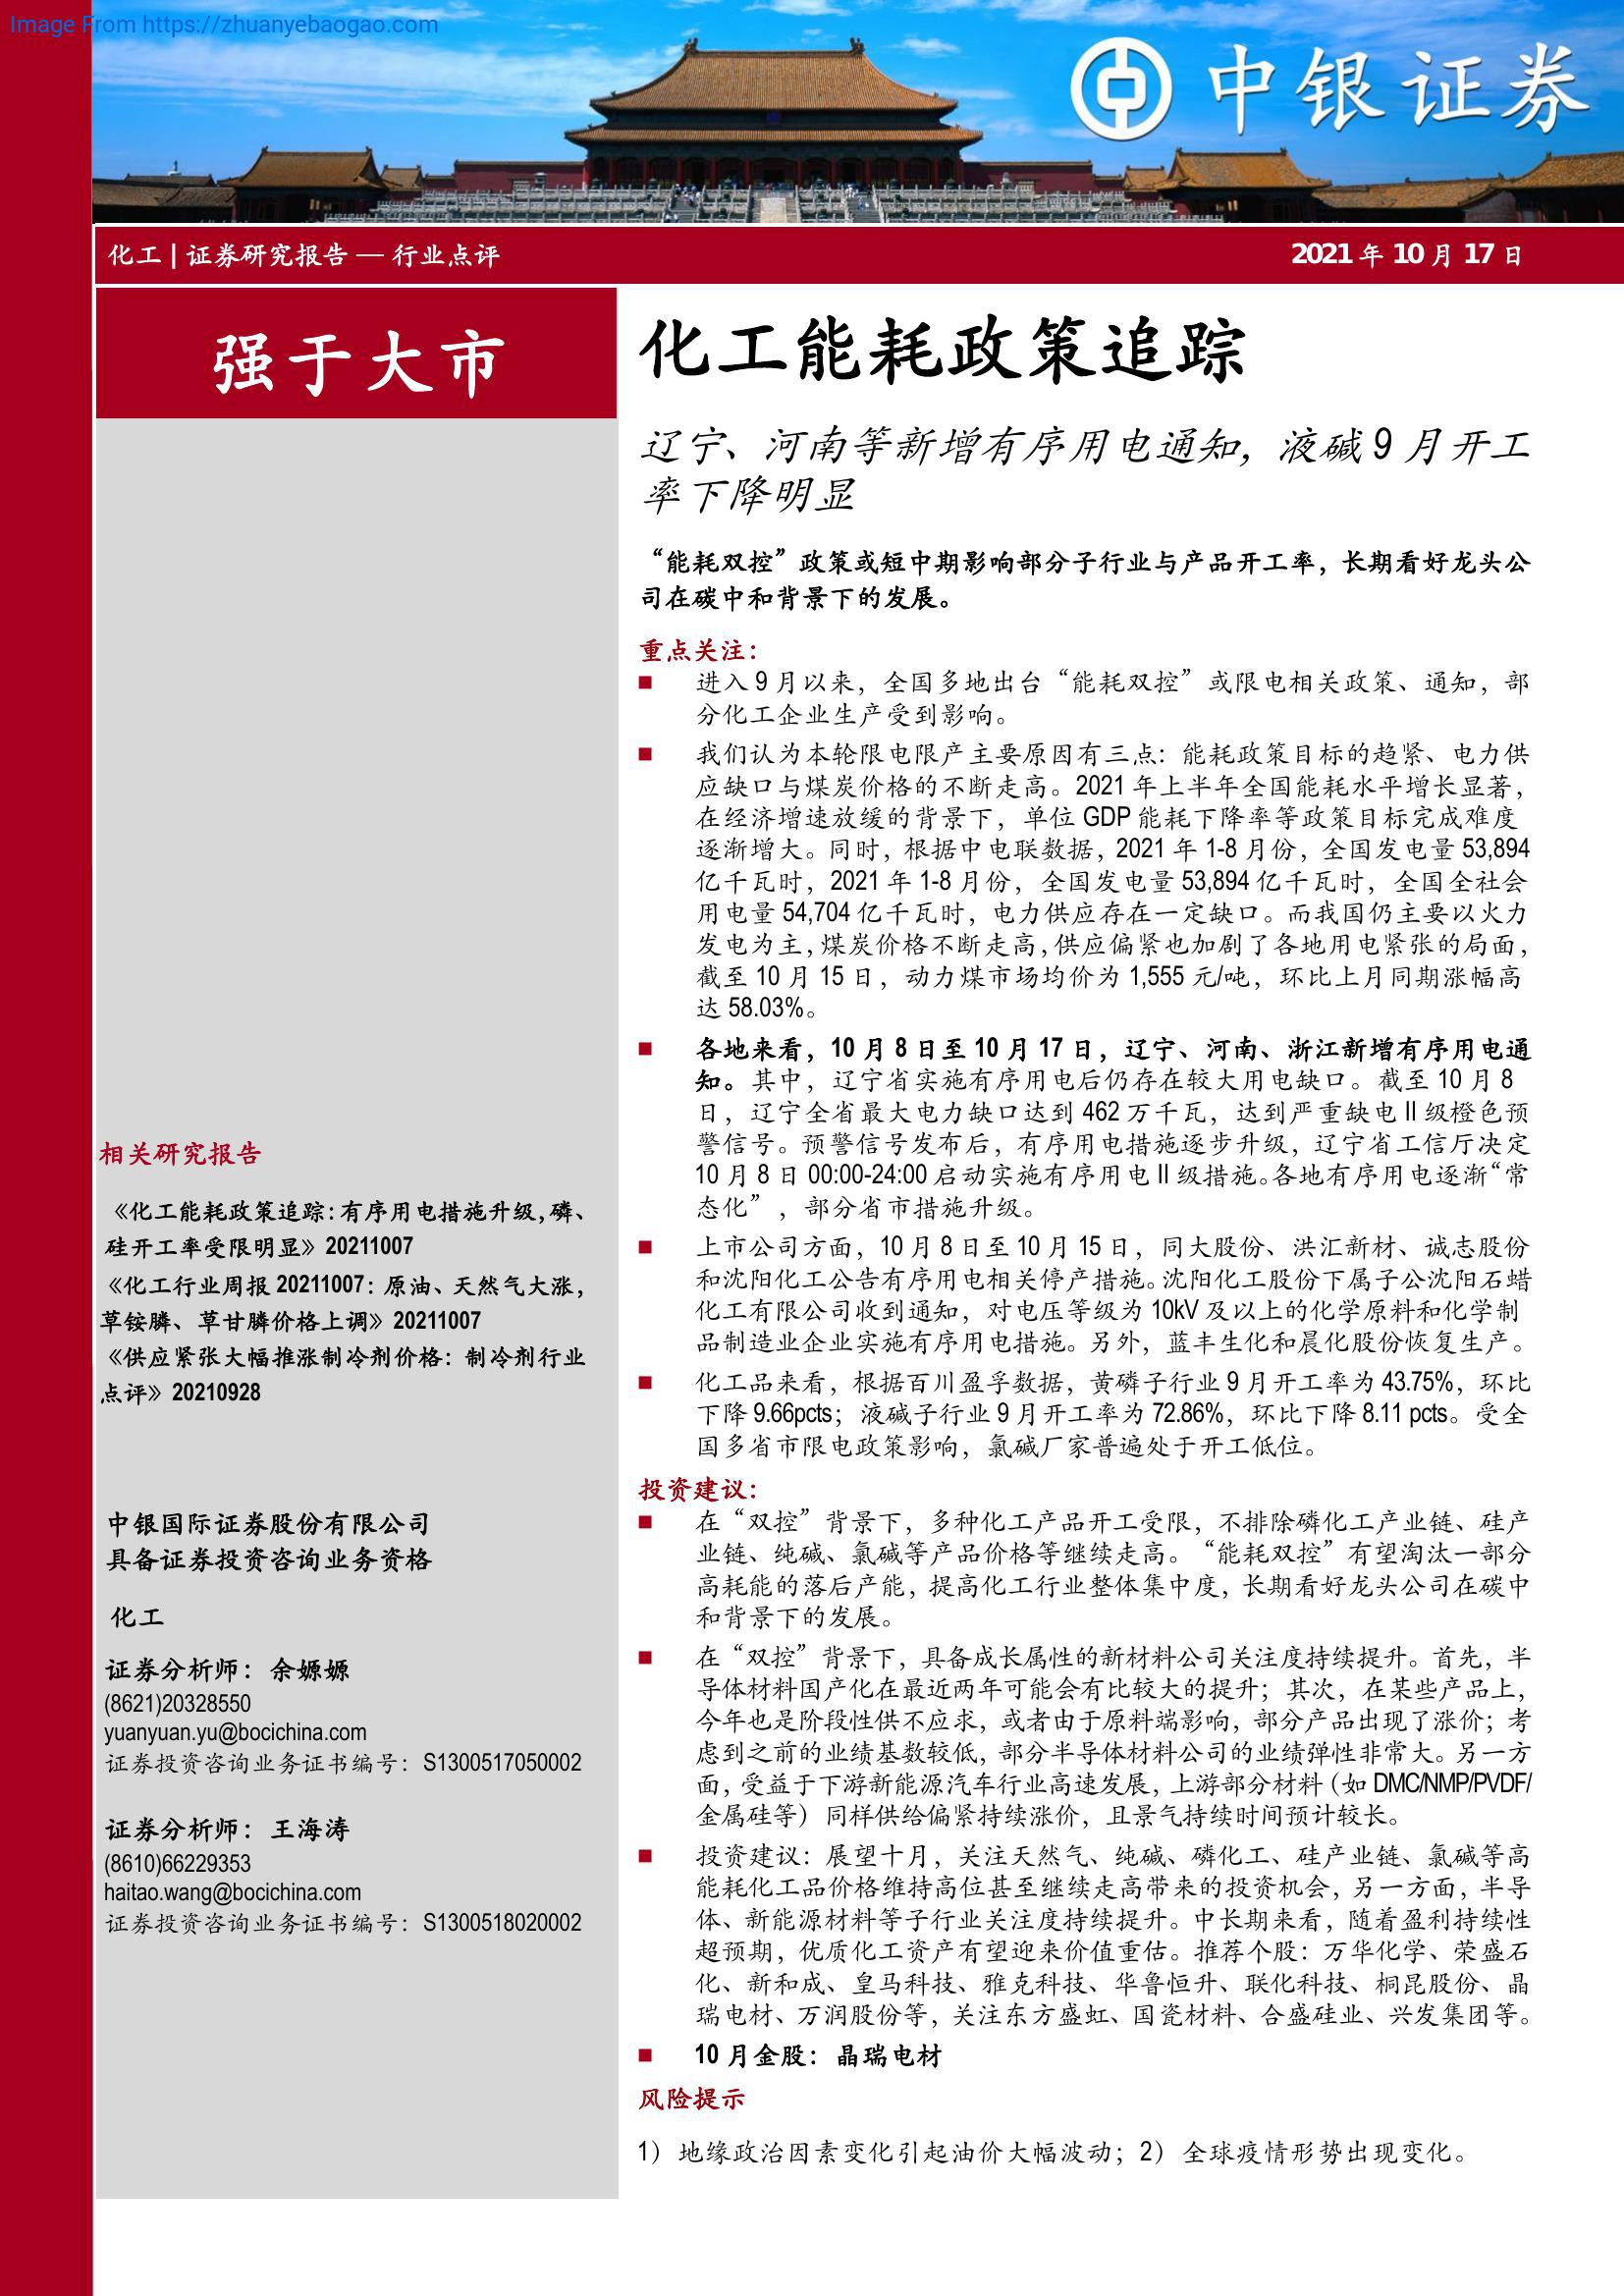 Image From https://zhuanyebaogao.com
中银证券
化工 | 证券研究报告 — 行业点评
2021 年 10 月 17 日
强于大市
相关研究报告
《化工能耗政策追踪：有序用电措施升级，磷、
硅开工率受限明显》20211007
《化工行业周报 20211007：原油、天然气大涨，
草铵膦、草甘膦价格上调》20211007
《供应紧张大幅推涨制冷剂价格：制冷剂行业
点评》20210928
中银国际证券股份有限公司
具备证券投资咨询业务资格
化工
证券分析师：余嫄嫄
(8621)20328550
yuanyuan.yu@bocichina.com
证券投资咨询业务证书编号：S1300517050002
证券分析师：王海涛
(8610)66229353
haitao.wang@bocichina.com
证券投资咨询业务证书编号：S1300518020002
化工能耗政策追踪
辽宁、河南等新增有序用电通知，液碱 9 月开工
率下降明显
“能耗双控”政策或短中期影响部分子行业与产品开工率，长期看好龙头公
司在碳中和背景下的发展。
重点关注：
■ 进入 9 月以来，全国多地出台“能耗双控”或限电相关政策、通知，部
分化工企业生产受到影响。
■ 我们认为本轮限电限产主要原因有三点：能耗政策目标的趋紧、电力供
应缺口与煤炭价格的不断走高。2021 年上半年全国能耗水平增长显著，
在经济增速放缓的背景下，单位 GDP 能耗下降率等政策目标完成难度
逐渐增大。同时，根据中电联数据，2021 年 1-8 月份，全国发电量 53,894
亿千瓦时，2021 年 1-8 月份，全国发电量 53,894 亿千瓦时，全国全社会
用电量 54,704 亿千瓦时，电力供应存在一定缺口。而我国仍主要以火力
发电为主，煤炭价格不断走高，供应偏紧也加剧了各地用电紧张的局面，
截至 10 月 15 日，动力煤市场均价为 1,555 元/吨，环比上月同期涨幅高
达 58.03%。
■ 各地来看，10 月 8 日至 10 月 17 日，辽宁、河南、浙江新增有序用电通
知。其中，辽宁省实施有序用电后仍存在较大用电缺口。截至 10 月 8
日，辽宁全省最大电力缺口达到 462 万千瓦，达到严重缺电 II 级橙色预
警信号。预警信号发布后，有序用电措施逐步升级，辽宁省工信厅决定
10 月 8 日 00:00-24:00 启动实施有序用电 II 级措施。各地有序用电逐渐“常
态化”，部分省市措施升级。
■ 上市公司方面，10 月 8 日至 10 月 15 日，同大股份、洪汇新材、诚志股份
和沈阳化工公告有序用电相关停产措施。沈阳化工股份下属子公沈阳石蜡
化工有限公司收到通知，对电压等级为 10kV 及以上的化学原料和化学制
品制造业企业实施有序用电措施。另外，蓝丰生化和晨化股份恢复生产。
■ 化工品来看，根据百川盈孚数据，黄磷子行业 9 月开工率为 43.75%，环比
下降 9.66pcts；液碱子行业 9 月开工率为 72.86%，环比下降 8.11 pcts。受全
国多省市限电政策影响，氯碱厂家普遍处于开工低位。
投资建议：
■ 在“双控”背景下，多种化工产品开工受限，不排除磷化工产业链、硅产
业链、纯碱、氯碱等产品价格等继续走高。“能耗双控”有望淘汰一部分
高耗能的落后产能，提高化工行业整体集中度，长期看好龙头公司在碳中
和背景下的发展。
■ 在“双控”背景下，具备成长属性的新材料公司关注度持续提升。首先，半
导体材料国产化在最近两年可能会有比较大的提升；其次，在某些产品上，
今年也是阶段性供不应求，或者由于原料端影响，部分产品出现了涨价；考
虑到之前的业绩基数较低，部分半导体材料公司的业绩弹性非常大。另一方
面，受益于下游新能源汽车行业高速发展，上游部分材料（如 DMC/NMP/PVDF/
金属硅等）同样供给偏紧持续涨价，且景气持续时间预计较长。
■ 投资建议：展望十月，关注天然气、纯碱、磷化工、硅产业链、氯碱等高
能耗化工品价格维持高位甚至继续走高带来的投资机会，另一方面，半导
体、新能源材料等子行业关注度持续提升。中长期来看，随着盈利持续性
超预期，优质化工资产有望迎来价值重估。推荐个股：万华化学、荣盛石
化、新和成、皇马科技、雅克科技、华鲁恒升、联化科技、桐昆股份、晶
瑞电材、万润股份等，关注东方盛虹、国瓷材料、合盛硅业、兴发集团等。
■ 10 月金股：晶瑞电材
风险提示
1）地缘政治因素变化引起油价大幅波动；2）全球疫情形势出现变化。